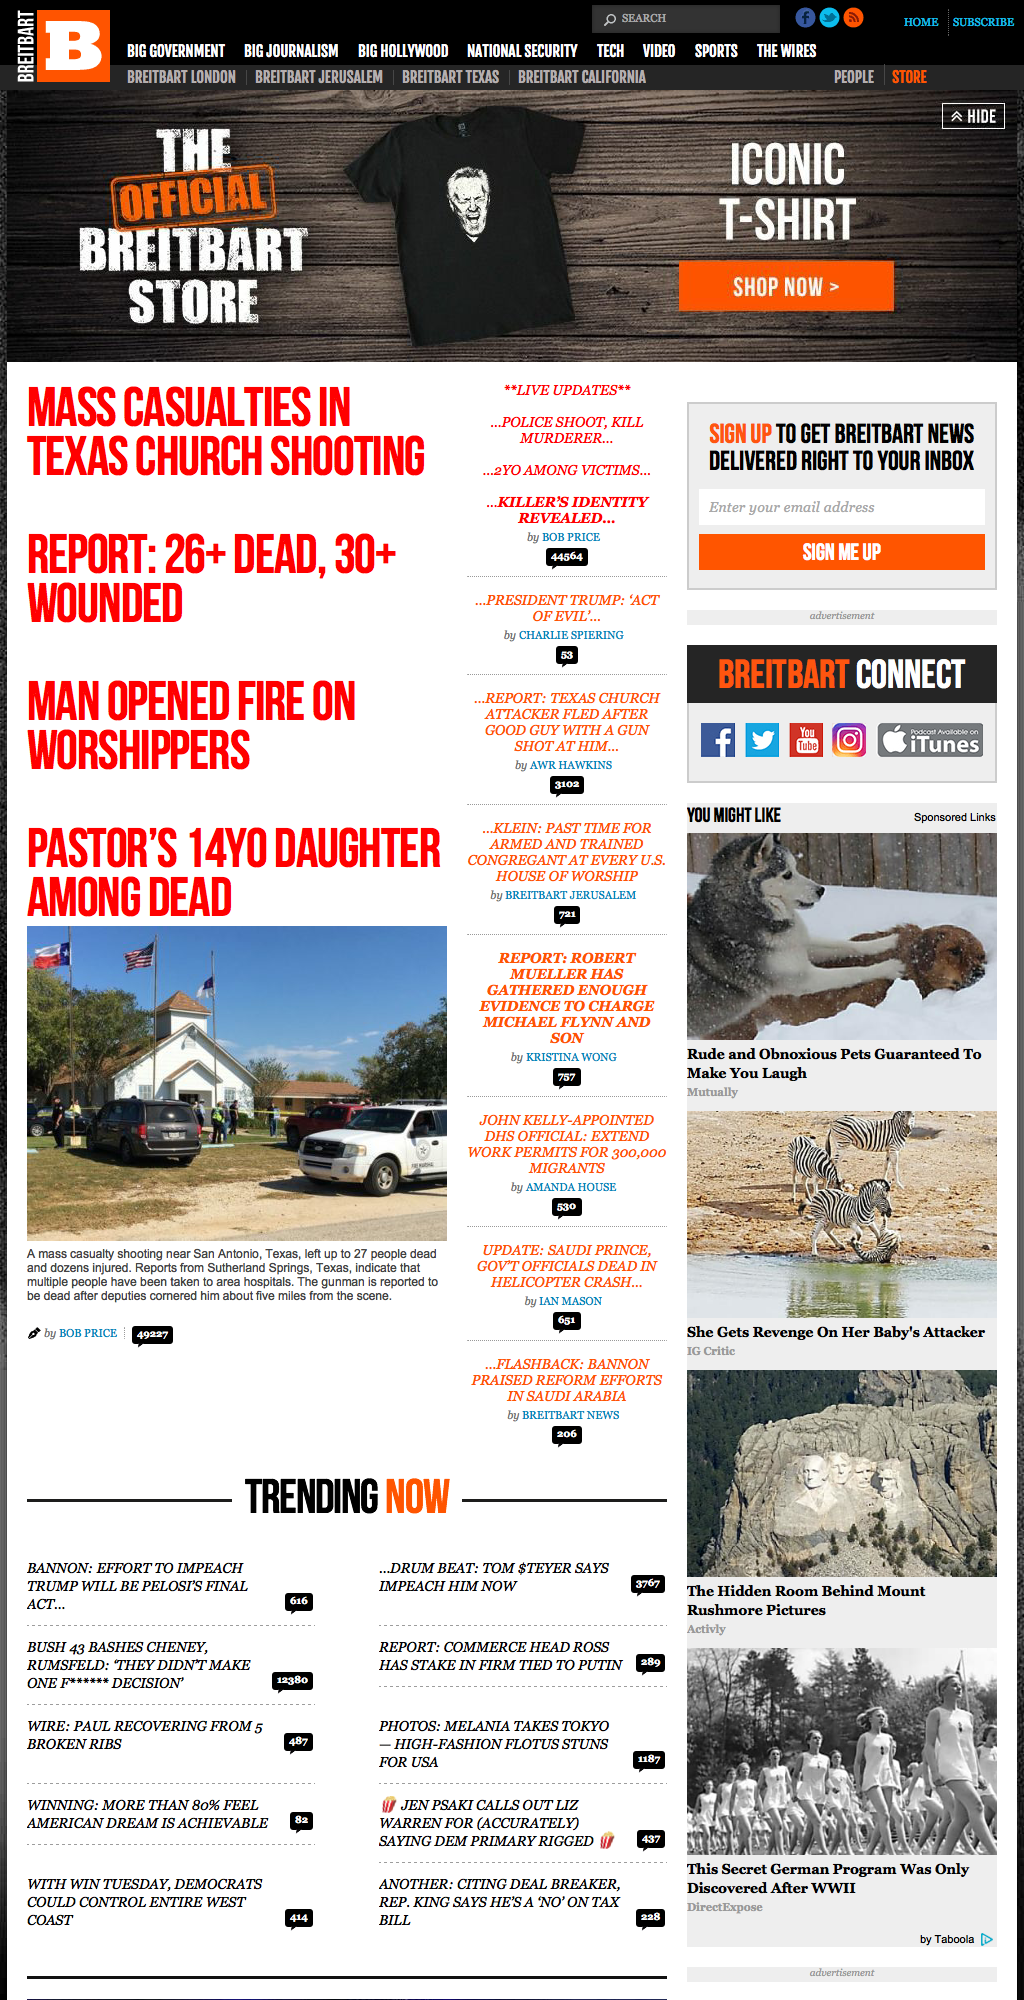 BREITBART
B
SEARCH
HOME
SUBSCRIBE
BIG GOVERNMENT BIG JOURNALISM BIG HOLLYWOOD NATIONAL SECURITY TECH VIDEO SPORTS THE WIRES
BREITBART LONDON BREITBART JERUSALEM BREITBART TEXAS BREITBART CALIFORNIA PEOPLE STORE
HIDE
THE
OFFICIAL
BREITBART
STORE
ICONIC
T-SHIRT
SHOP NOW >
MASS CASUALTIES IN
TEXAS CHURCH SHOOTING
REPORT: 26+ DEAD, 30+
WOUNDED
MAN OPENED FIRE ON
WORSHIPPERS
PASTOR'S 14YO DAUGHTER
AMONG DEAD
FIRE MARSHAL
A mass casualty shooting near San Antonio, Texas, left up to 27 people dead
and dozens injured. Reports from Sutherland Springs, Texas, indicate that
multiple people have been taken to area hospitals. The gunman is reported to
be dead after deputies cornered him about five miles from the scene.
by BOB PRICE 49227
**LIVE UPDATES**
...POLICE SHOOT, KILL
MURDERER...
...2YO AMONG VICTIMS...
...KILLER'S IDENTITY
REVEALED...
by BOB PRICE
44564
...PRESIDENT TRUMP: 'ACT
OF EVIL'...
by CHARLIE SPIERING
53
...REPORT: TEXAS CHURCH
ATTACKER FLED AFTER
GOOD GUY WITH A GUN
SHOT AT HIM...
by AWR HAWKINS
3102
...KLEIN: PAST TIME FOR
ARMED AND TRAINED
CONGREGANT AT EVERY U.S.
HOUSE OF WORSHIP
by BREITBART JERUSALEM
721
REPORT: ROBERT
MUELLER HAS
GATHERED ENOUGH
EVIDENCE TO CHARGE
MICHAEL FLYNN AND
SON
by KRISTINA WONG
757
JOHN KELLY-APPOINTED
DHS OFFICIAL: EXTEND
WORK PERMITS FOR 300,000
MIGRANTS
by AMANDA HOUSE
530
UPDATE: SAUDI PRINCE,
GOV'T OFFICIALS DEAD IN
HELICOPTER CRASH...
by IAN MASON
651
...FLASHBACK: BANNON
PRAISED REFORM EFFORTS
IN SAUDI ARABIA
by BREITBART NEWS
206
TRENDING NOW
BANNON: EFFORT TO IMPEACH
TRUMP WILL BE PELOSI'S FINAL
ACT...
616
...DRUM BEAT: TOM $TEYER SAYS
IMPEACH HIM NOW
3767
BUSH 43 BASHES CHENEY,
RUMSFELD: 'THEY DIDN'T MAKE
ONE F****** DECISION'
12380
REPORT: COMMERCE HEAD ROSS
HAS STAKE IN FIRM TIED TO PUTIN
289
WIRE: PAUL RECOVERING FROM 5
BROKEN RIBS
487
PHOTOS: MELANIA TAKES TOKYO
— HIGH-FASHION FLOTUS STUNS
FOR USA
1187
WINNING: MORE THAN 80% FEEL
AMERICAN DREAM IS ACHIEVABLE
82
🍿 JEN PSAKI CALLS OUT LIZ
WARREN FOR (ACCURATELY)
SAYING DEM PRIMARY RIGGED 🍿
437
WITH WIN TUESDAY, DEMOCRATS
COULD CONTROL ENTIRE WEST
COAST
414
ANOTHER: CITING DEAL BREAKER,
REP. KING SAYS HE'S A 'NO' ON TAX
BILL
228
SIGN UP TO GET BREITBART NEWS
DELIVERED RIGHT TO YOUR INBOX
Enter your email address
SIGN ME UP
advertisement
BREITBART CONNECT
You
Tube
Podcast Available on
iTunes
YOU MIGHT LIKE
Sponsored Links
Rude and Obnoxious Pets Guaranteed To
Make You Laugh
Mutually
She Gets Revenge On Her Baby's Attacker
IG Critic
The Hidden Room Behind Mount
Rushmore Pictures
Activly
This Secret German Program Was Only
Discovered After WWII
DirectExpose
by Taboola
advertisement